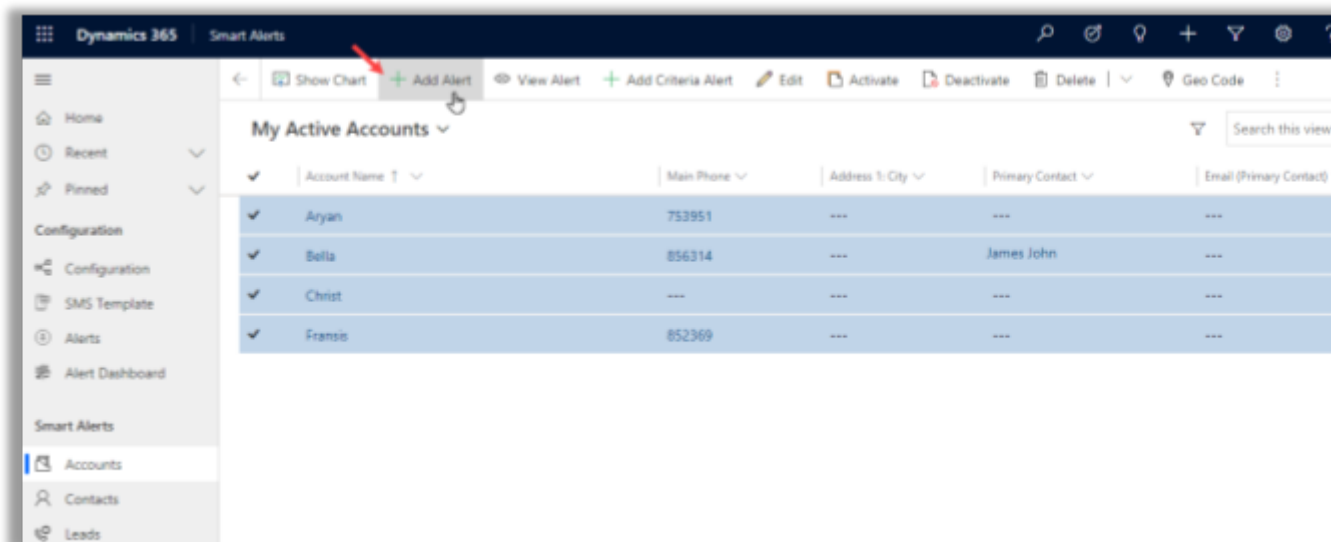 Dynamics 365 Smart Alerts
Show Chart Add Alert View Alert Add Criteria Alert Edit Activate Deactivate Delete Geo Code
Home
Recent
Pinned
Configuration
Configuration
SMS Template
Alerts
Alert Dashboard
Smart Alerts
Accounts
Contacts
Leads
My Active Accounts
Search this view
Account Name ↑ Main Phone Address 1: City Primary Contact Email (Primary Contact)
Aryan 753951 --- --- ---
Bella 856314 --- James John ---
Christ --- --- --- ---
Fransis 852369 --- --- ---